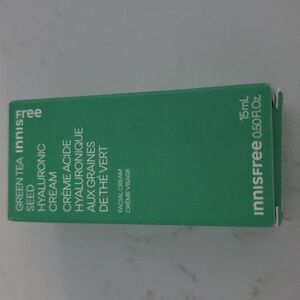 innisfree
GREEN TEA
SEED
HYALURONIC
CREAM
CRÈME ACIDE
HYALURONIQUE
AUX GRAINES
DE THÉ VERT
FACIAL CREAM
CRÈME VISAGE
innisfree
15mL
0.50 Fl.Oz.